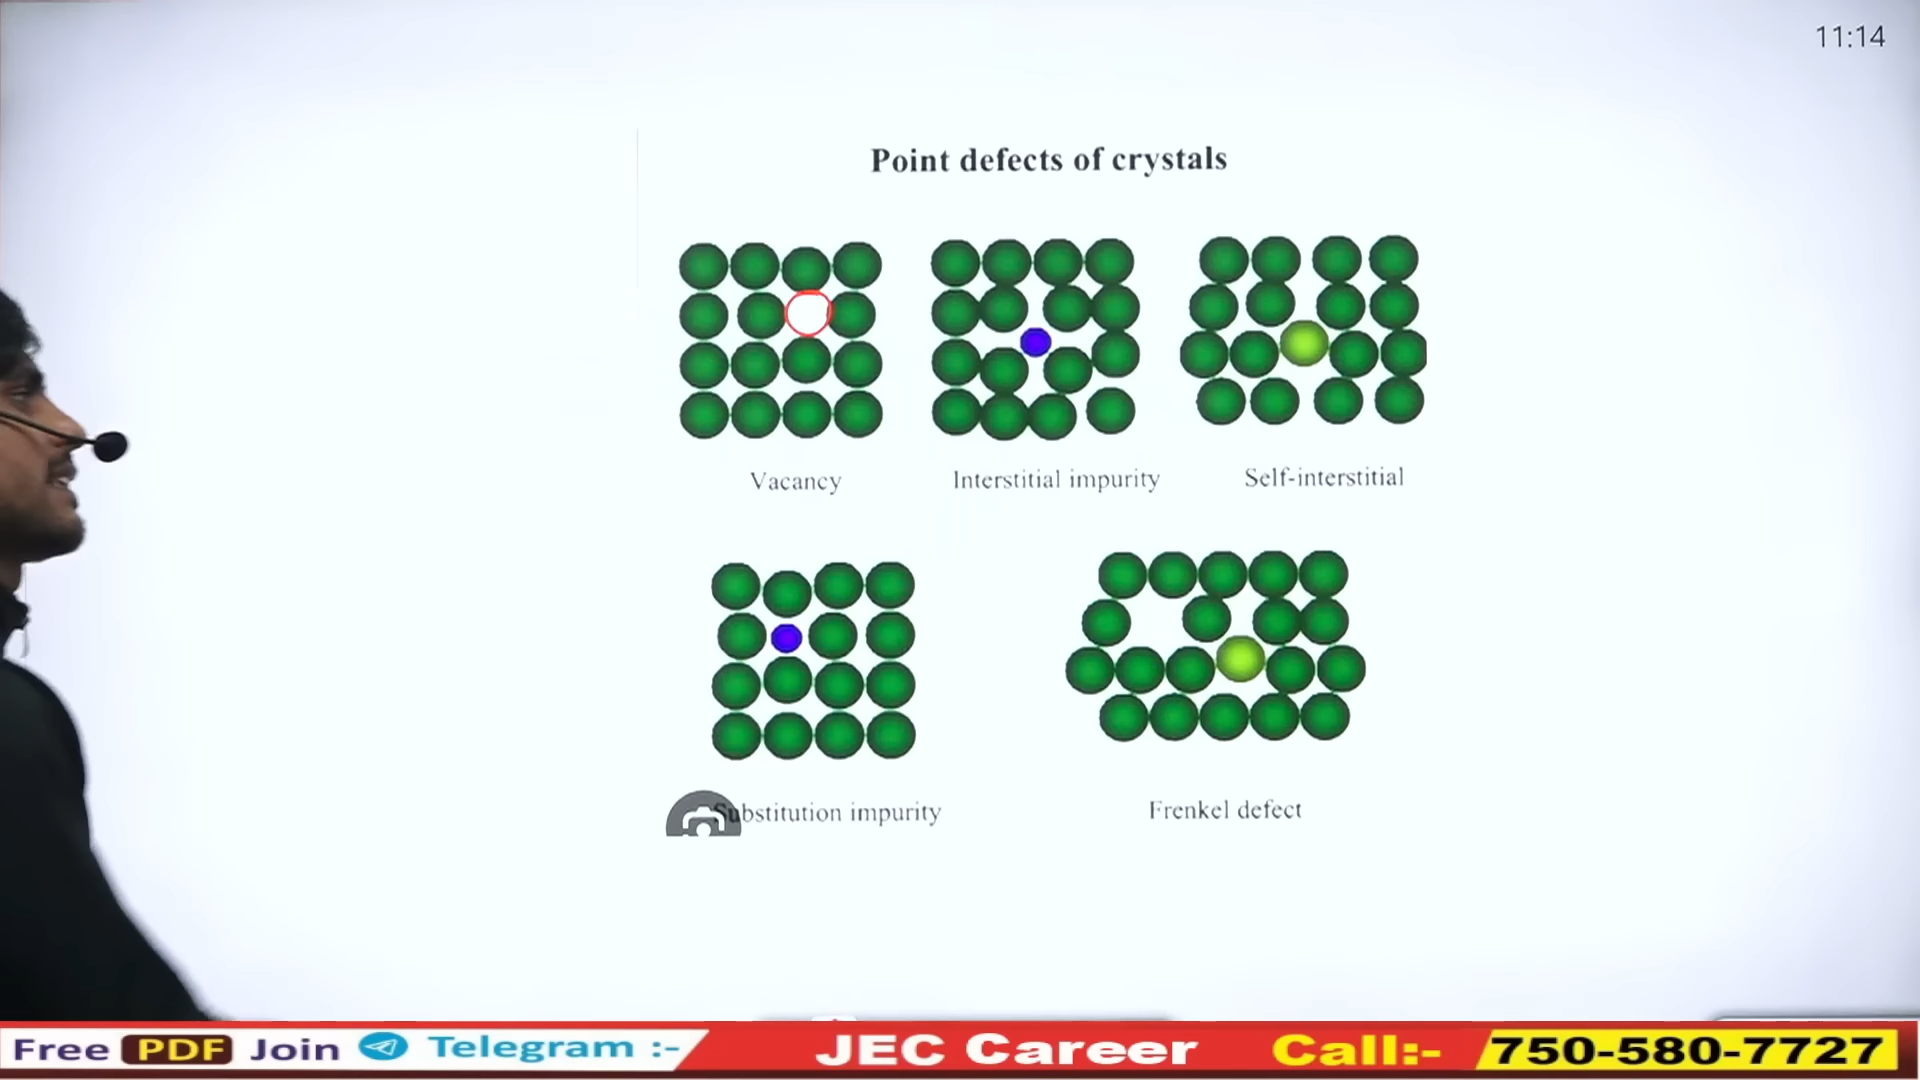 11:14
Point defects of crystals
Vacancy Interstitial impurity Self-interstitial
Substitution impurity Frenkel defect
Free PDF Join Telegram :- JEC Career Call:- 750-580-7727